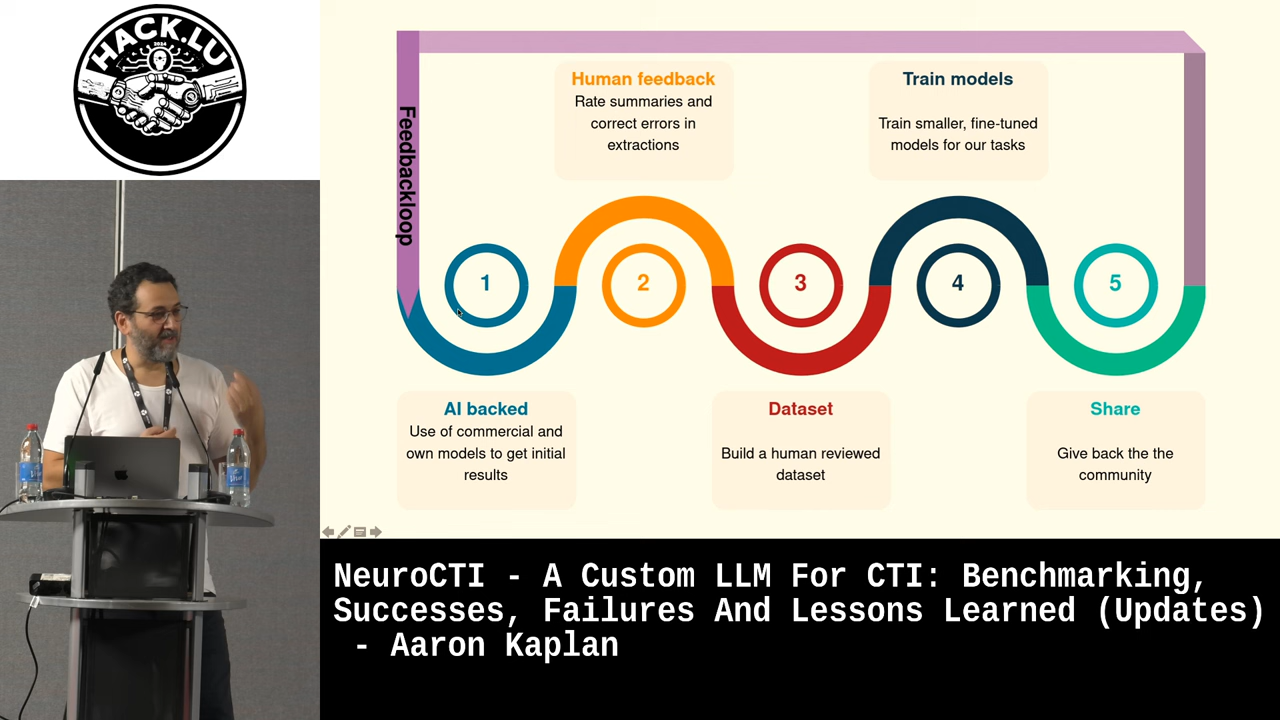 HACK.LU
2024
Feedbackloop
Human feedback
Rate summaries and
correct errors in
extractions
Train models
Train smaller, fine-tuned
models for our tasks
1
2
3
4
5
AI backed
Use of commercial and
own models to get initial
results
Dataset
Build a human reviewed
dataset
Share
Give back the the
community
NeuroCTI - A Custom LLM For CTI: Benchmarking,
Successes, Failures And Lessons Learned (Updates)
- Aaron Kaplan